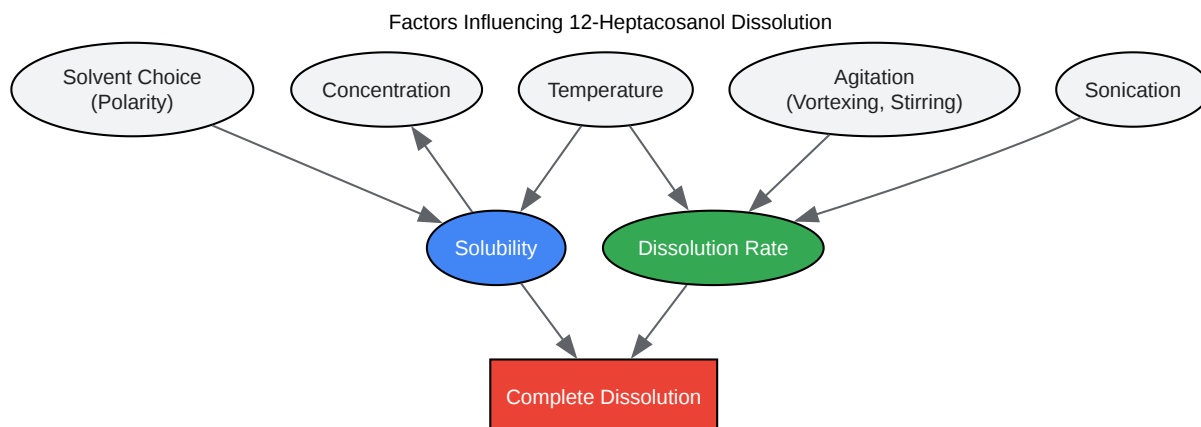 Factors Influencing 12-Heptacosanol Dissolution
Solvent Choice
(Polarity)
Concentration
Temperature
Agitation
(Vortexing, Stirring)
Sonication
Solubility
Dissolution Rate
Complete Dissolution